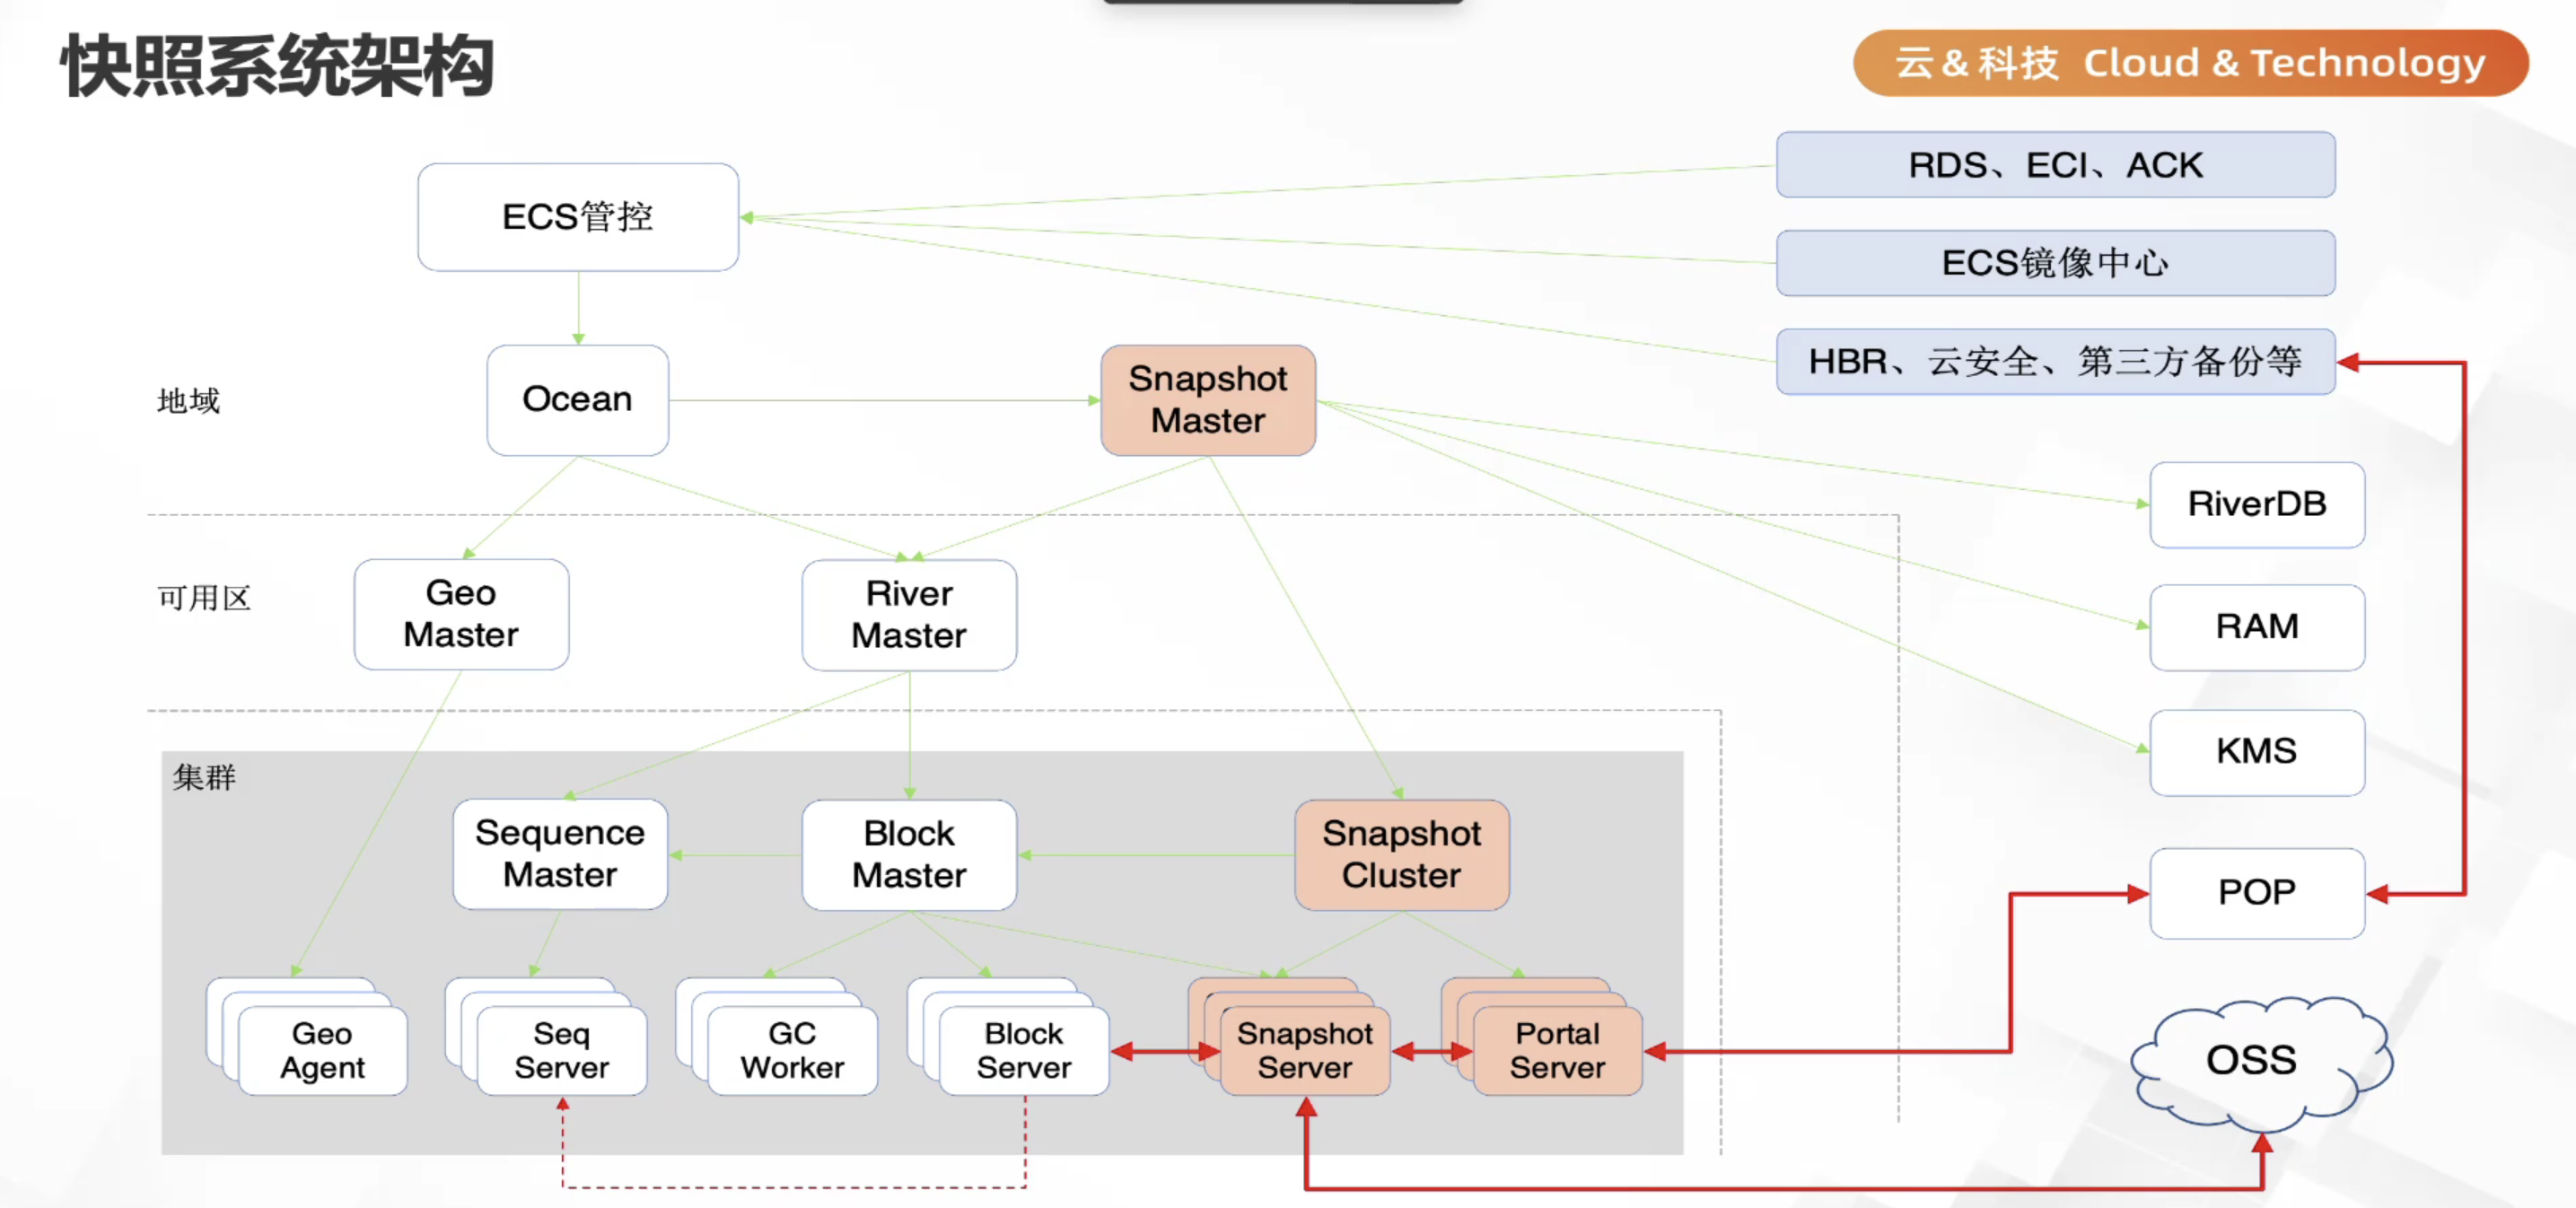 快照系统架构
云&科技 Cloud & Technology
RDS、ECI、ACK
ECS管控
ECS镜像中心
HBR、云安全、第三方备份等
地域
Ocean
Snapshot
Master
RiverDB
可用区
Geo
Master
River
Master
RAM
KMS
集群
Sequence
Master
Block
Master
Snapshot
Cluster
POP
Geo
Agent
Seq
Server
GC
Worker
Block
Server
Snapshot
Server
Portal
Server
OSS